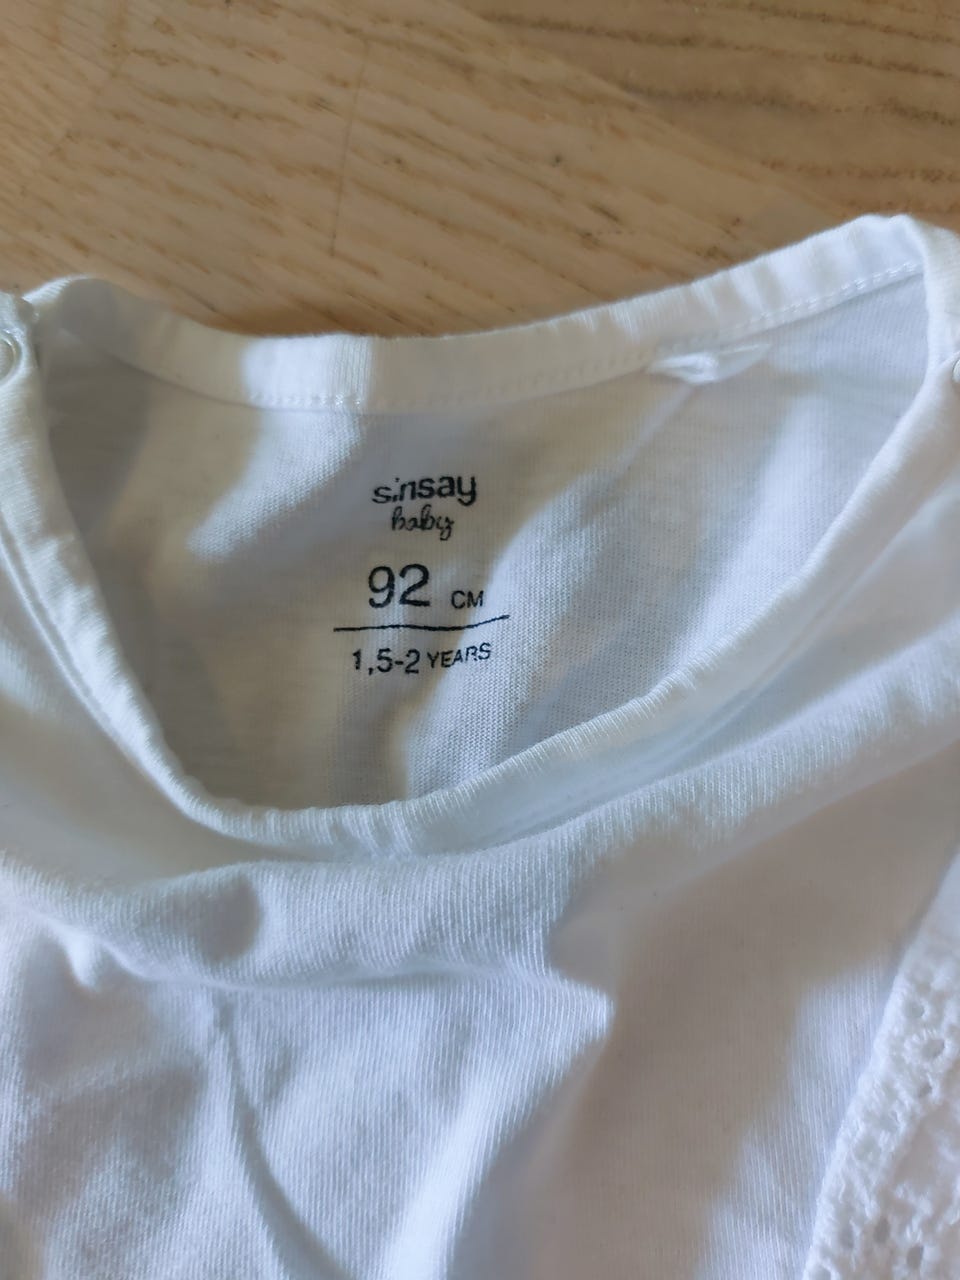 sinsay
baby
92 CM
1,5-2 YEARS